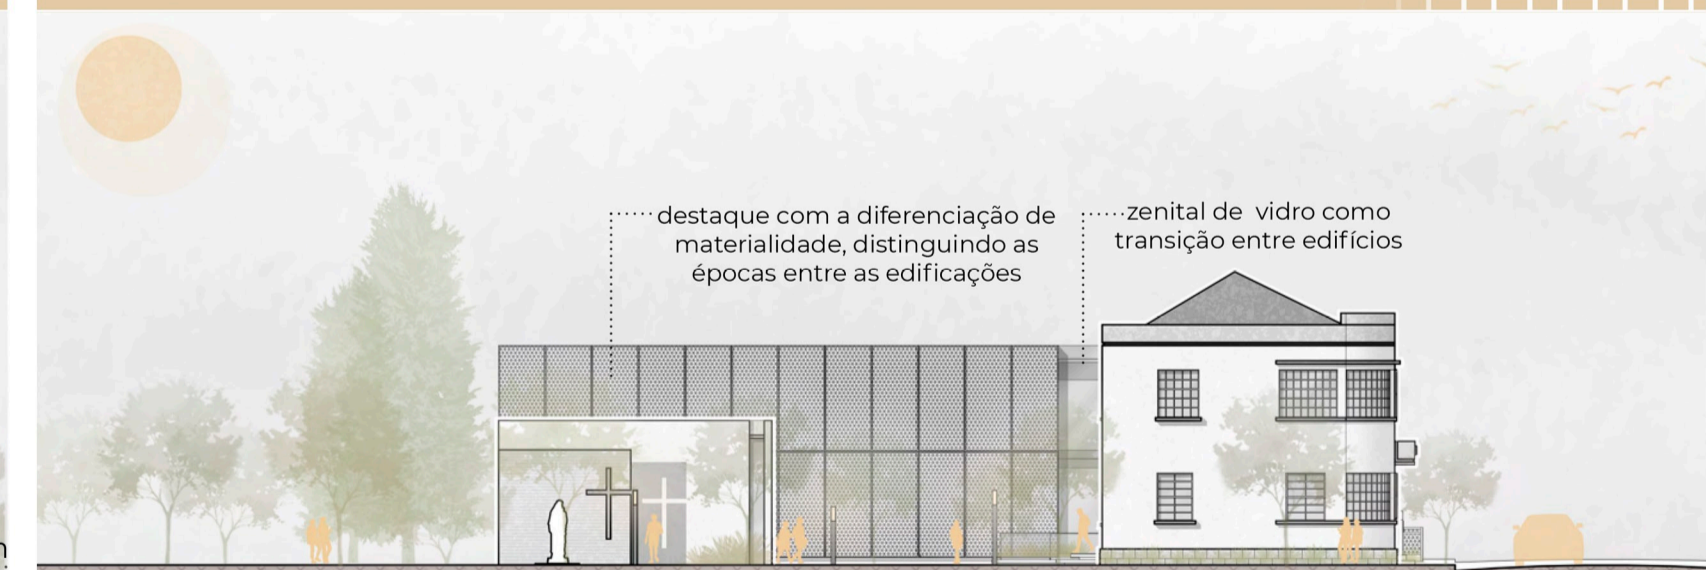 destaque com a diferenciação de
materialidade, distinguindo as
épocas entre as edificações
zenital de vidro como
transição entre edifícios